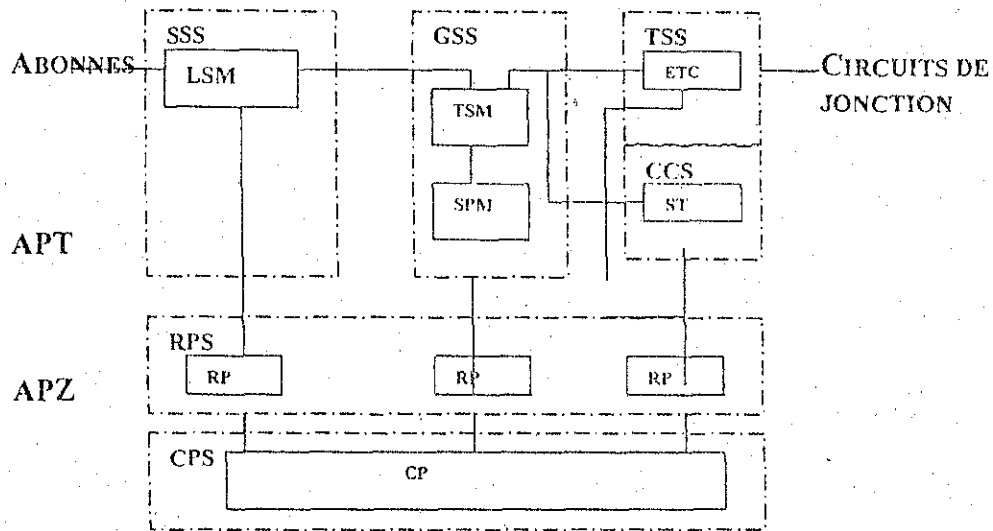 SSS
GSS
TSS
ABONNES
LSM
ETC
CIRCUITS DE
JONCTION
TSM
CCS
SPM
ST
APT
RPS
RP
RP
RP
APZ
CPS
CP